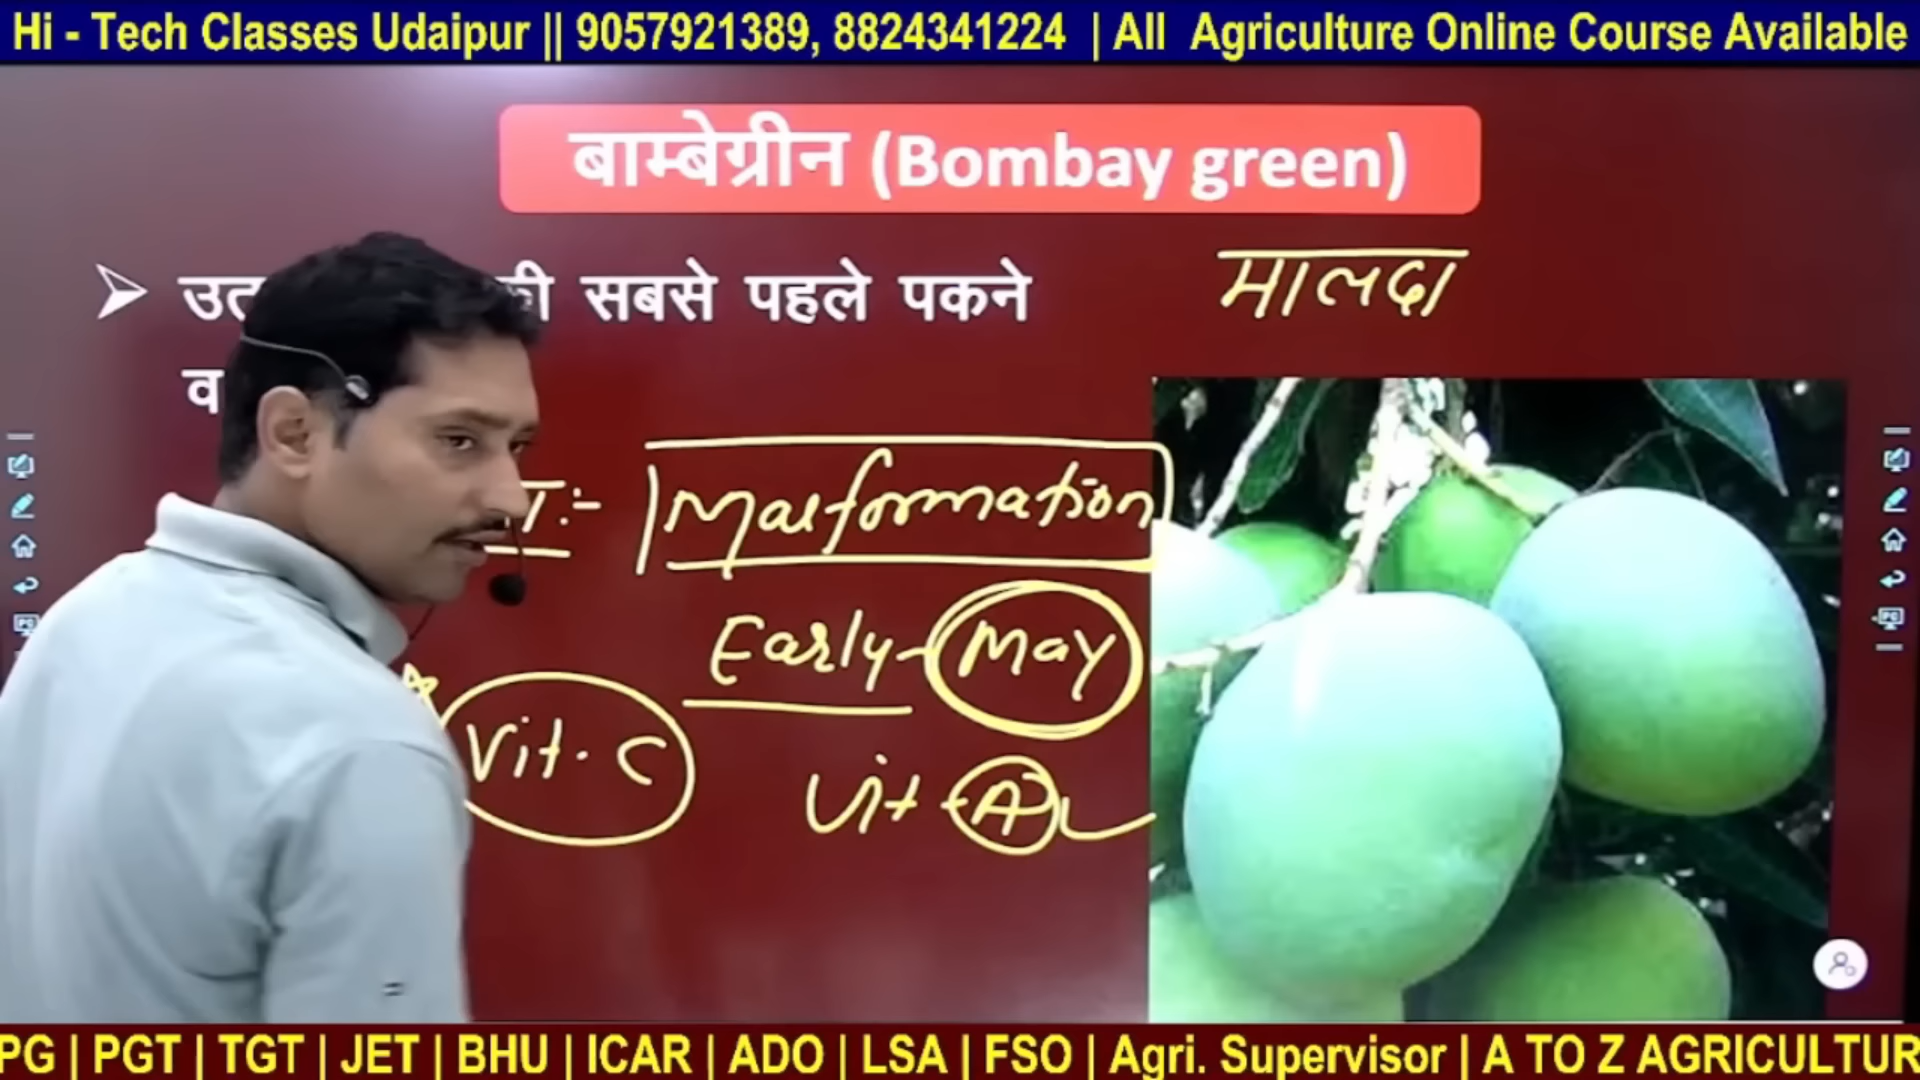 Hi - Tech Classes Udaipur || 9057921389, 8824341224 | All Agriculture Online Course Available
बाम्बेग्रीन (Bombay green)
की सबसे पहले पकने
मालदा
Malformation
Early - May
Vit. C
Vit - A
PG | PGT | TGT | JET | BHU | ICAR | ADO | LSA | FSO | Agri. Supervisor | A TO Z AGRICULTUR